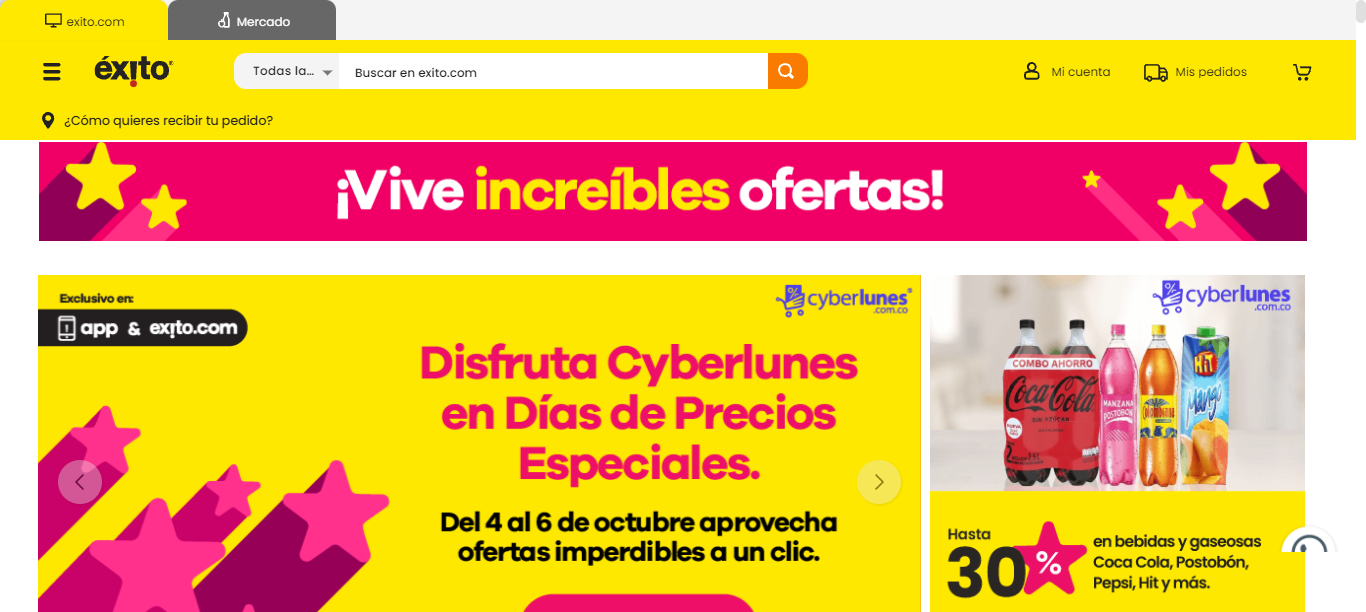 exito.com
Mercado
éxito
Todas la...
Buscar en exito.com
Mi cuenta
Mis pedidos
¿Cómo quieres recibir tu pedido?
¡Vive increíbles ofertas!
Exclusivo en:
app & exito.com
cyberlunes®
.com.co
Disfruta Cyberlunes
en Días de Precios
Especiales.
Del 4 al 6 de octubre aprovecha
ofertas imperdibles a un clic.
cyberlunes
.com.co
COMBO AHORRO
Coca-Cola
SIN AZÚCAR
MANZANA
POSTOBÓN
Colombiana
HIT
Mango
Hasta
30%
en bebidas y gaseosas
Coca Cola, Postobón,
Pepsi, Hit y más.